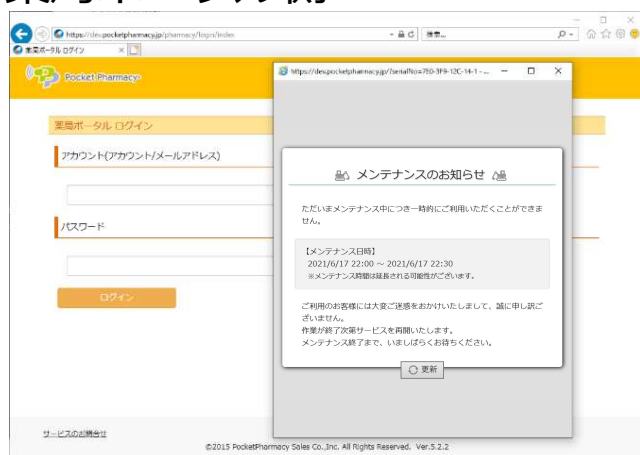 https://dev.pocketpharmacy.jp/pharmacy/login/index
検索...
薬局ポータル ログイン
https://dev.pocketpharmacy.jp/?serialNo=
Pocket Pharmacy
薬局ポータル ログイン
アカウント(アカウント/メールアドレス)
パスワード
ログイン
メンテナンスのお知らせ
ただいまメンテナンス中につき一時的にご利用いただくことができま
せん。
【メンテナンス日時】
2021/6/17 22:00 ～ 2021/6/17 22:30
※メンテナンス時間は延長される可能性がございます。
ご利用のお客様には大変ご迷惑をおかけいたしまして、誠に申し訳ご
ざいません。
作業が終了次第サービスを再開いたします。
メンテナンス終了まで、いましばらくお待ちください。
更新
サービスのお問合せ
©2015 PocketPharmacy Sales Co.,Inc. All Rights Reserved. Ver.5.2.2